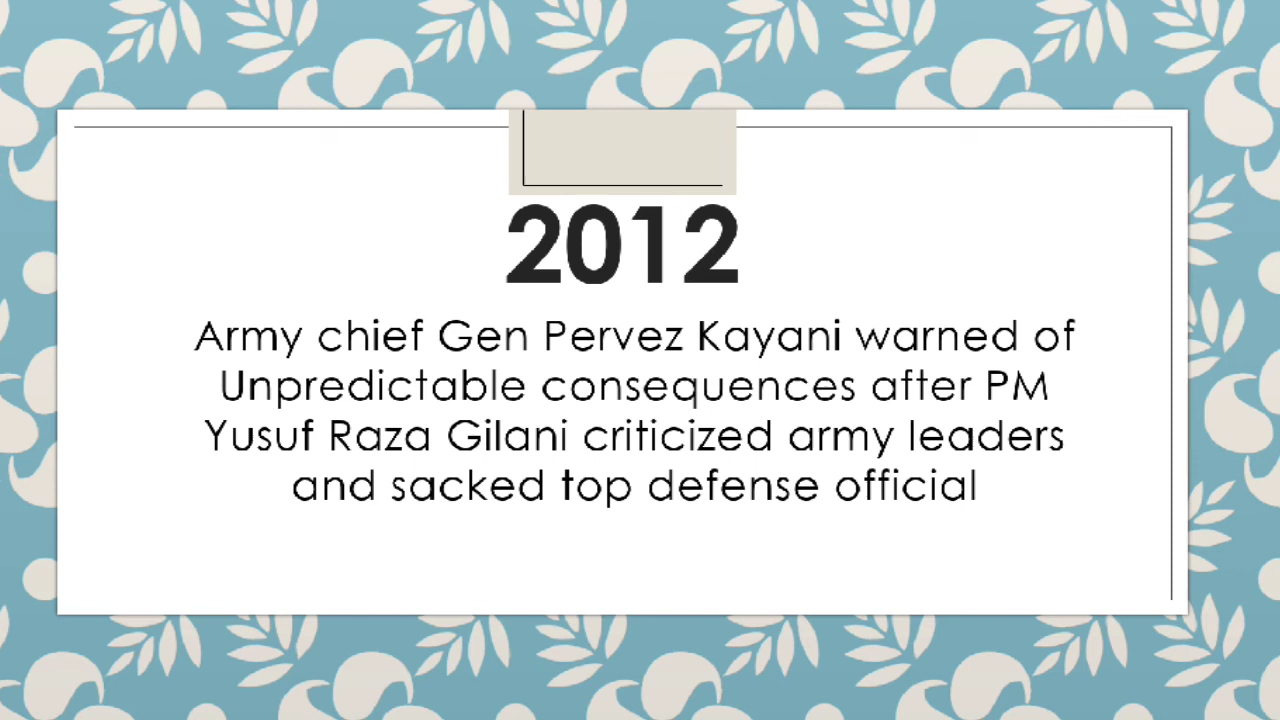 2012
Army chief Gen Pervez Kayani warned of
Unpredictable consequences after PM
Yusuf Raza Gilani criticized army leaders
and sacked top defense official